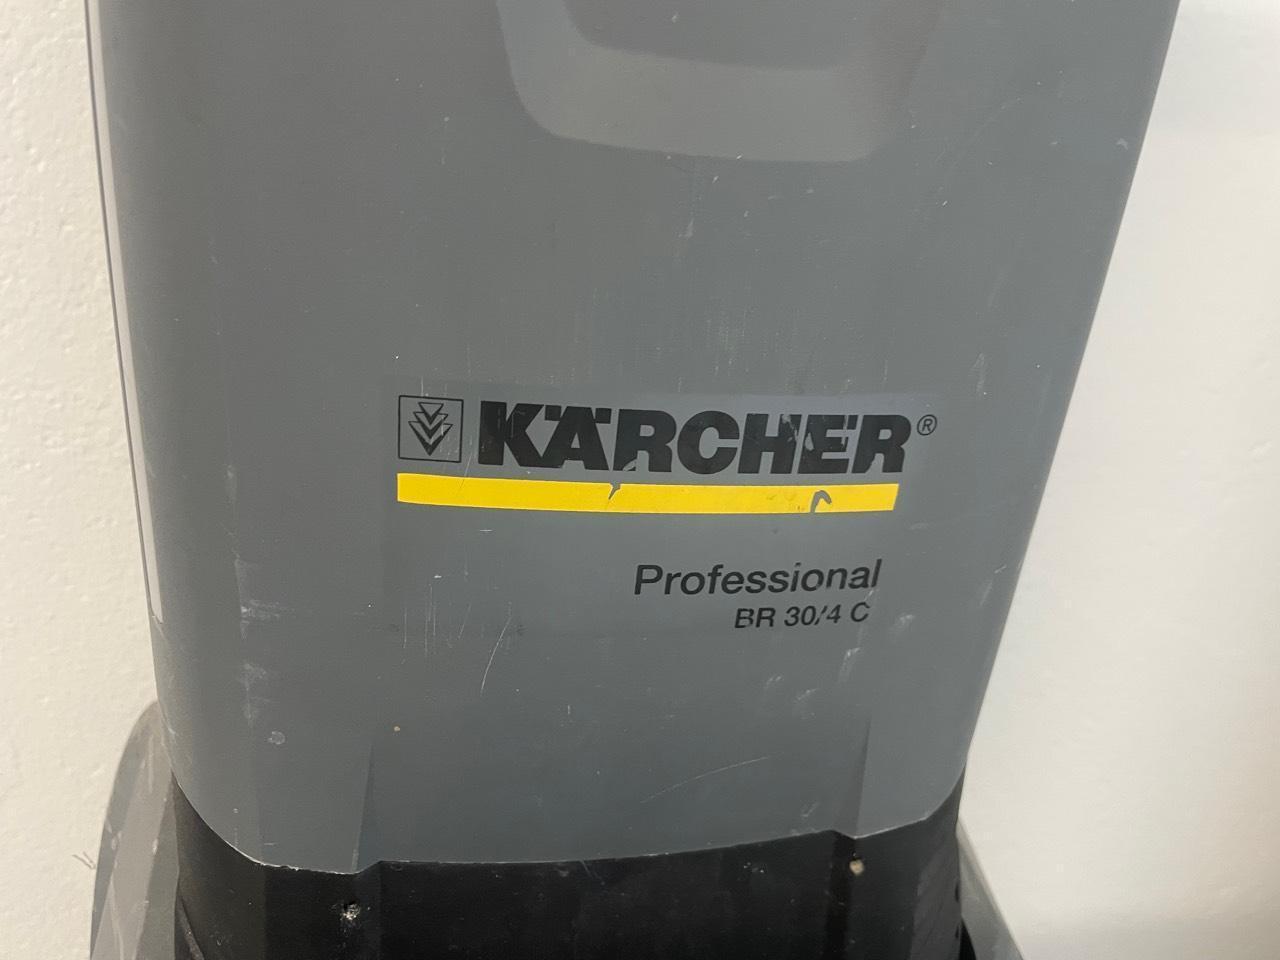 KÄRCHER®
Professional
BR 30/4 C